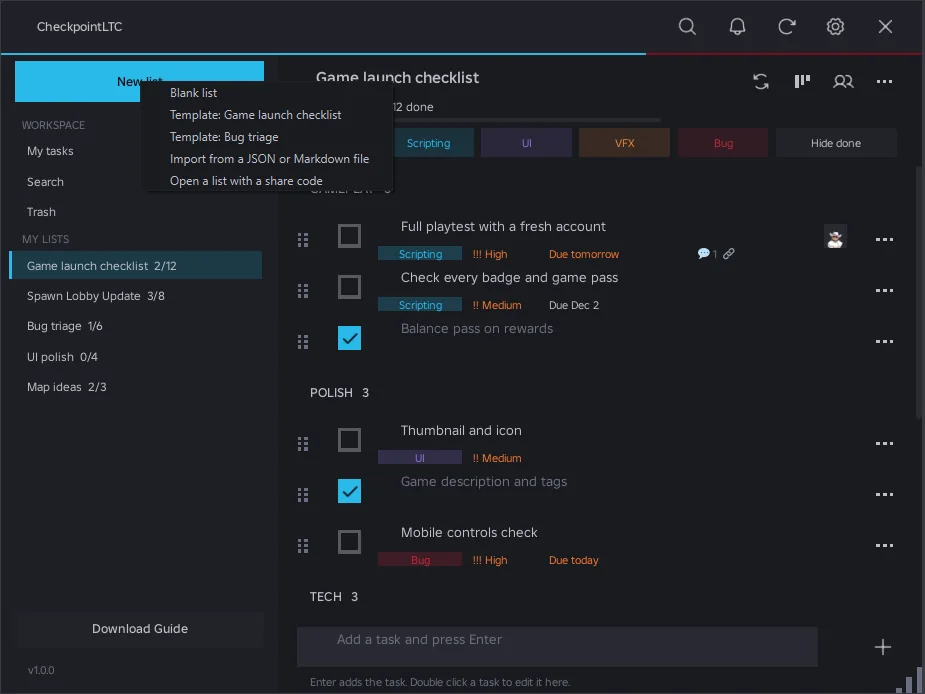 CheckpointLTC
New list
Blank list
Template: Game launch checklist
Template: Bug triage
Import from a JSON or Markdown file
Open a list with a share code
WORKSPACE
My tasks
Search
Trash
MY LISTS
Game launch checklist 2/12
Spawn Lobby Update 3/8
Bug triage 1/6
UI polish 0/4
Map ideas 2/3
Download Guide
v1.0.0
Game launch checklist
12 done
Scripting UI VFX Bug Hide done
Full playtest with a fresh account
Scripting !!! High Due tomorrow 1
Check every badge and game pass
Scripting !! Medium Due Dec 2
Balance pass on rewards
POLISH 3
Thumbnail and icon
UI !! Medium
Game description and tags
Mobile controls check
Bug !!! High Due today
TECH 3
Add a task and press Enter
Enter adds the task. Double click a task to edit it here.